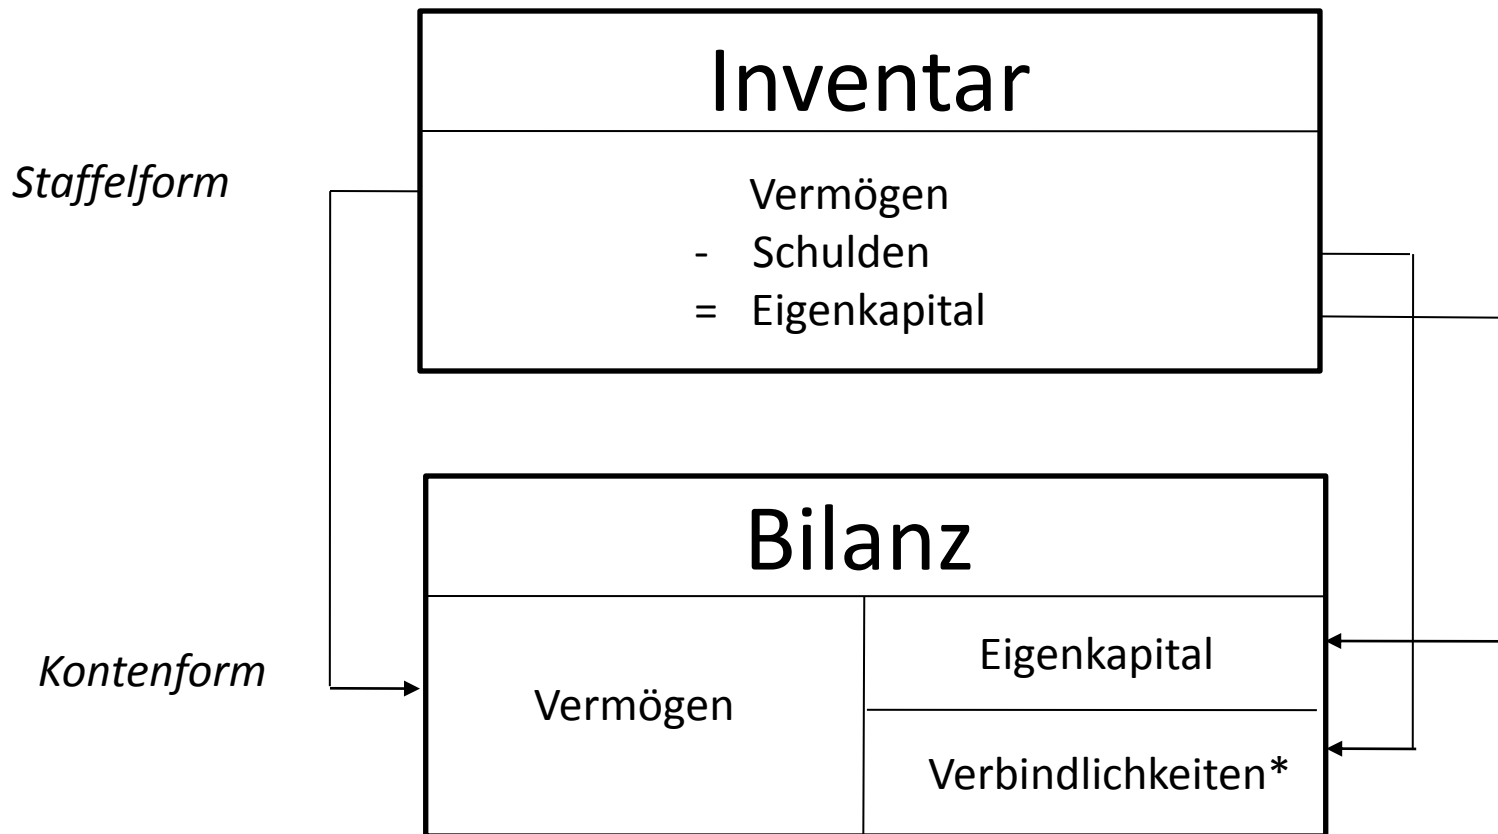 Inventar
Staffelform
Vermögen
- Schulden
= Eigenkapital
Bilanz
Kontenform
Vermögen
Eigenkapital
Verbindlichkeiten*